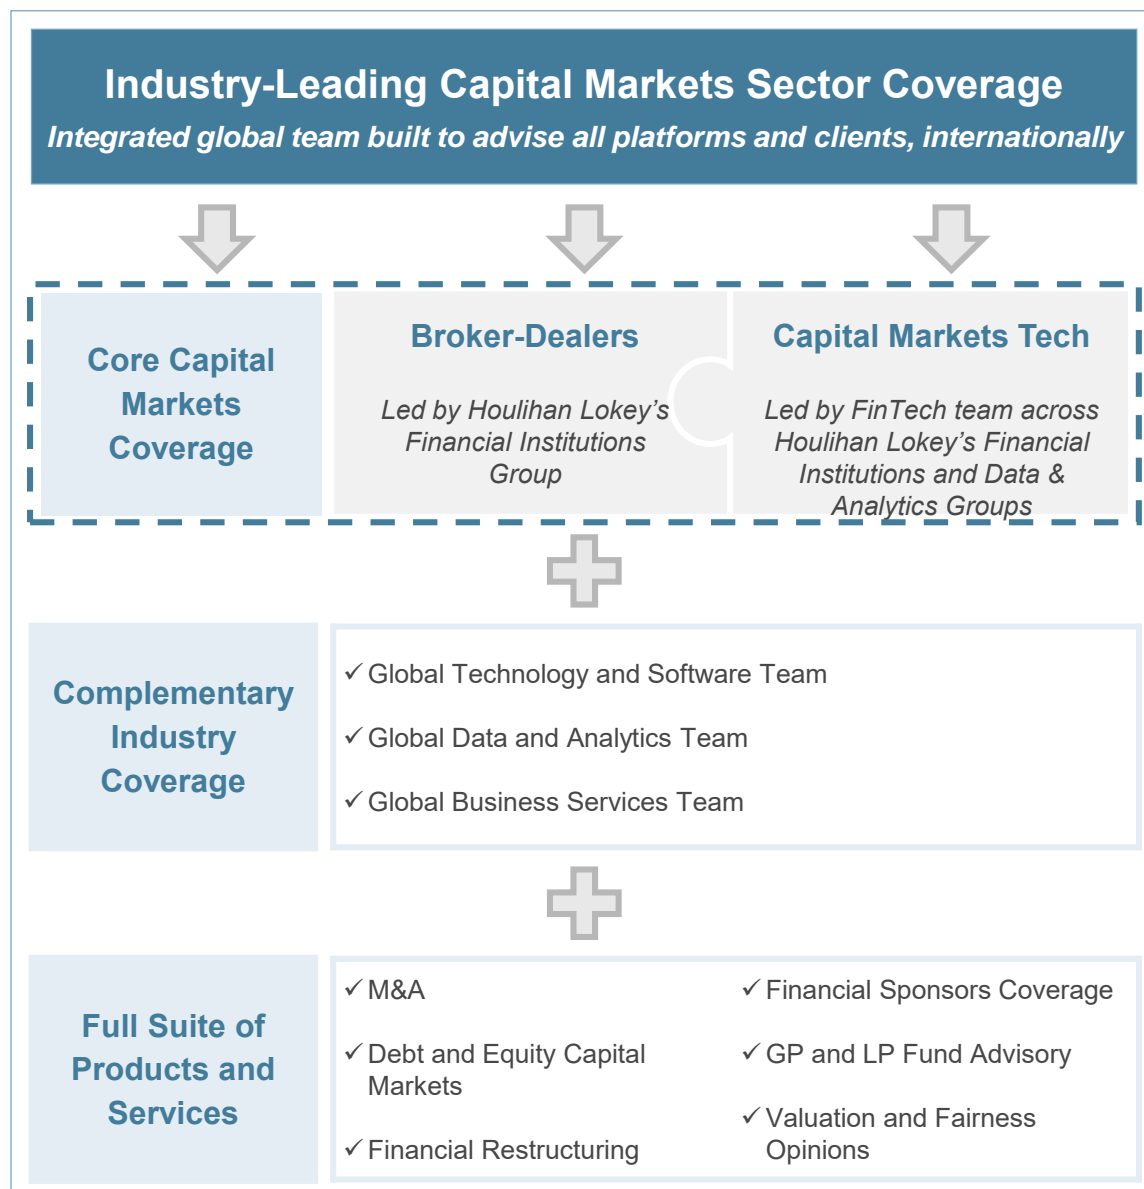 Industry-Leading Capital Markets Sector Coverage
Integrated global team built to advise all platforms and clients, internationally
Core Capital
Markets
Coverage
Broker-Dealers
Led by Houlihan Lokey’s
Financial Institutions
Group
Capital Markets Tech
Led by FinTech team across
Houlihan Lokey’s Financial
Institutions and Data &
Analytics Groups
Complementary
Industry
Coverage
✓ Global Technology and Software Team
✓ Global Data and Analytics Team
✓ Global Business Services Team
Full Suite of
Products and
Services
✓ M&A
✓ Debt and Equity Capital
Markets
✓ Financial Restructuring
✓ Financial Sponsors Coverage
✓ GP and LP Fund Advisory
✓ Valuation and Fairness
Opinions